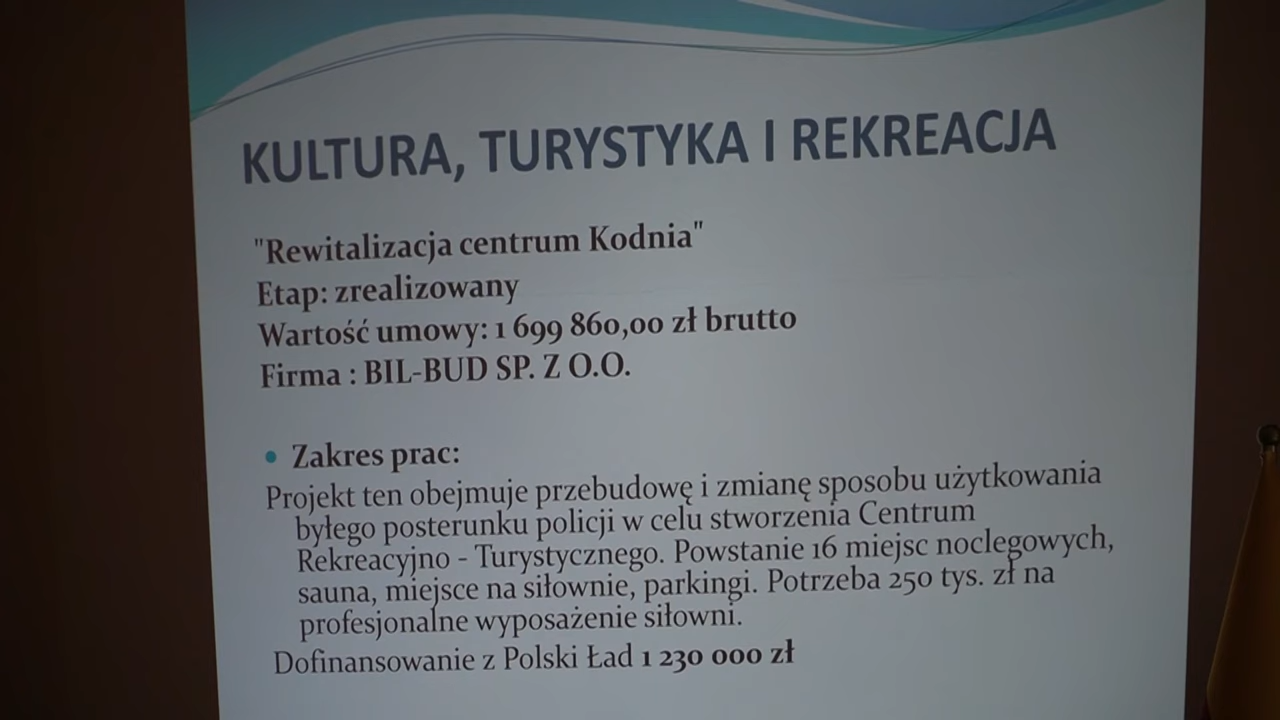 KULTURA, TURYSTYKA I REKREACJA
"Rewitalizacja centrum Kodnia"
Etap: zrealizowany
Wartość umowy: 1 699 860,00 zł brutto
Firma : BIL-BUD SP. Z O.O.
• Zakres prac:
Projekt ten obejmuje przebudowę i zmianę sposobu użytkowania
byłego posterunku policji w celu stworzenia Centrum
Rekreacyjno - Turystycznego. Powstanie 16 miejsc noclegowych,
sauna, miejsce na siłownie, parkingi. Potrzeba 250 tys. zł na
profesjonalne wyposażenie siłowni.
Dofinansowanie z Polski Ład 1 230 000 zł